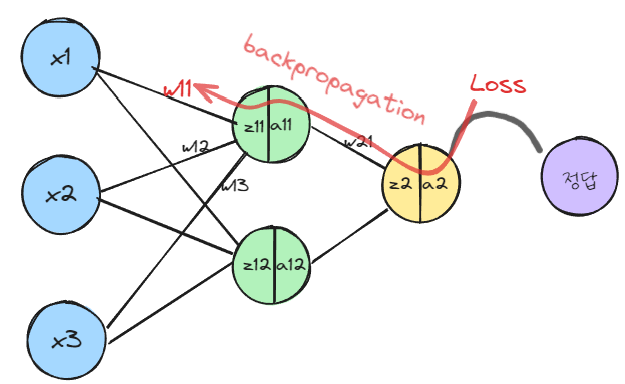 x1
x2
x3
w11
w12
w13
z11 a11
z12 a12
backpropagation
w21
z2 a2
Loss
정답